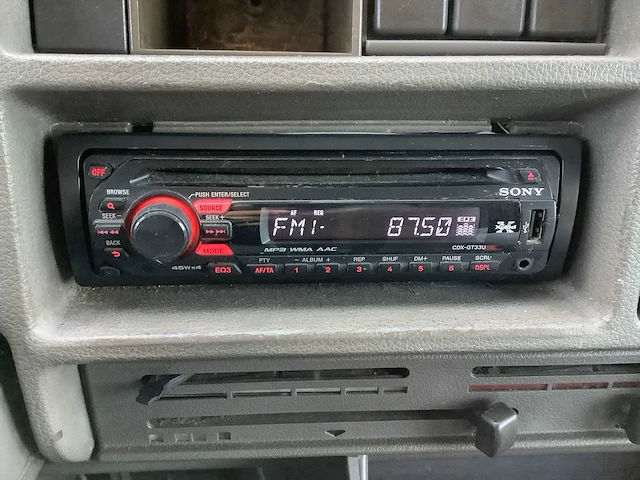 OFF
BROWSE
PUSH ENTER/SELECT
SONY
SOURCE
SEEK -
SEEK +
AF REG
FM1- 87.50 EQ3
BACK
MODE
MP3 WMA AAC
CDX-GT33U
45W×4
EQ3
PTY - ALBUM + REP SHUF DM+ PAUSE SCRL
AF/TA 1 2 3 4 5 6 DSPL